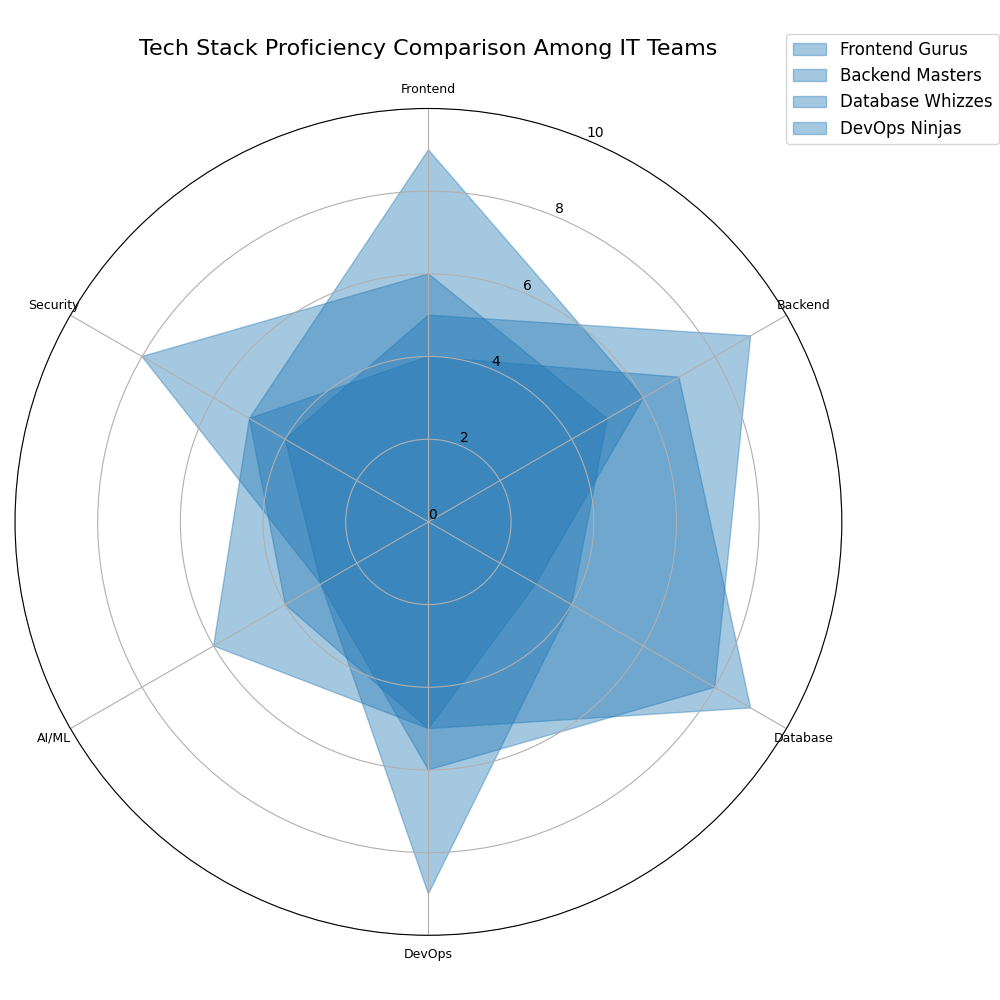 Tech Stack Proficiency Comparison Among IT Teams
Frontend Gurus
Backend Masters
Database Whizzes
DevOps Ninjas
Frontend
10
8
6
Security
Backend
4
2
0
AI/ML
Database
DevOps